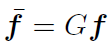 f̄ = Gf